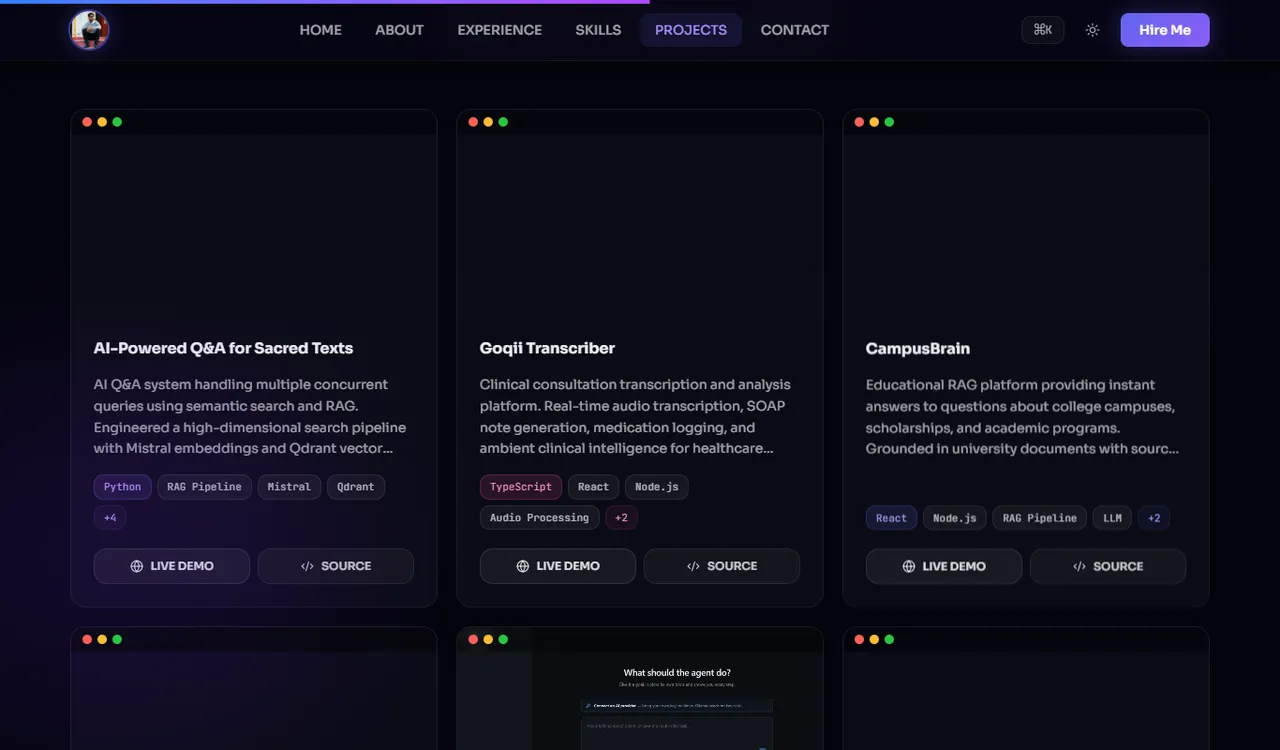 HOME ABOUT EXPERIENCE SKILLS PROJECTS CONTACT ⌘K Hire Me
AI-Powered Q&A for Sacred Texts
AI Q&A system handling multiple concurrent
queries using semantic search and RAG.
Engineered a high-dimensional search pipeline
with Mistral embeddings and Qdrant vector...
Python RAG Pipeline Mistral Qdrant
+4
LIVE DEMO </> SOURCE
Goqii Transcriber
Clinical consultation transcription and analysis
platform. Real-time audio transcription, SOAP
note generation, medication logging, and
ambient clinical intelligence for healthcare...
TypeScript React Node.js
Audio Processing +2
LIVE DEMO </> SOURCE
CampusBrain
Educational RAG platform providing instant
answers to questions about college campuses,
scholarships, and academic programs.
Grounded in university documents with sourc...
React Node.js RAG Pipeline LLM +2
LIVE DEMO </> SOURCE
What should the agent do?